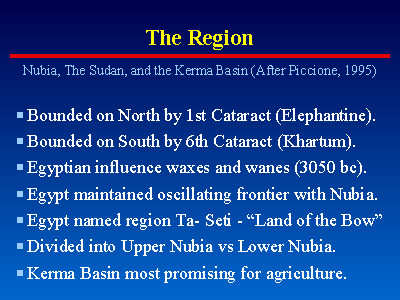 The Region
Nubia, The Sudan, and the Kerma Basin (After Piccione, 1995)
Bounded on North by 1st Cataract (Elephantine).
Bounded on South by 6th Cataract (Khartum).
Egyptian influence waxes and wanes (3050 bc).
Egypt maintained oscillating frontier with Nubia.
Egypt named region Ta- Seti - “Land of the Bow”
Divided into Upper Nubia vs Lower Nubia.
Kerma Basin most promising for agriculture.